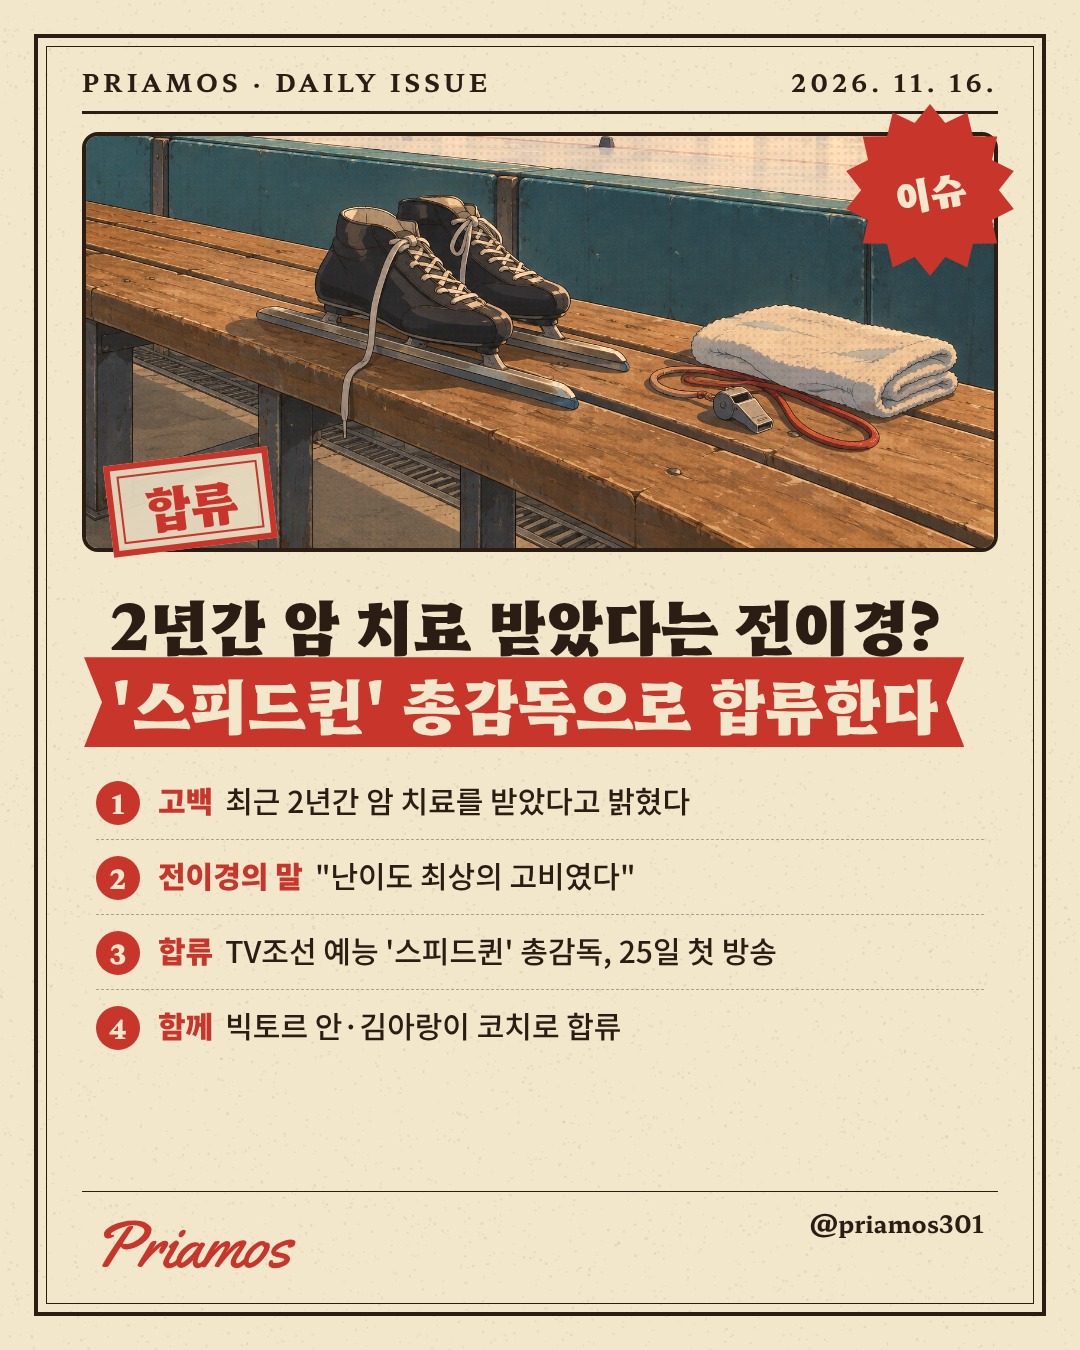 PRIAMOS · DAILY ISSUE
2026. 11. 16.
이슈
합류
2년간 암 치료 받았다는 전이경?
'스피드퀸' 총감독으로 합류한다
1 고백 최근 2년간 암 치료를 받았다고 밝혔다
2 전이경의 말 "난이도 최상의 고비였다"
3 합류 TV조선 예능 '스피드퀸' 총감독, 25일 첫 방송
4 함께 빅토르 안·김아랑이 코치로 합류
Priamos
@priamos301